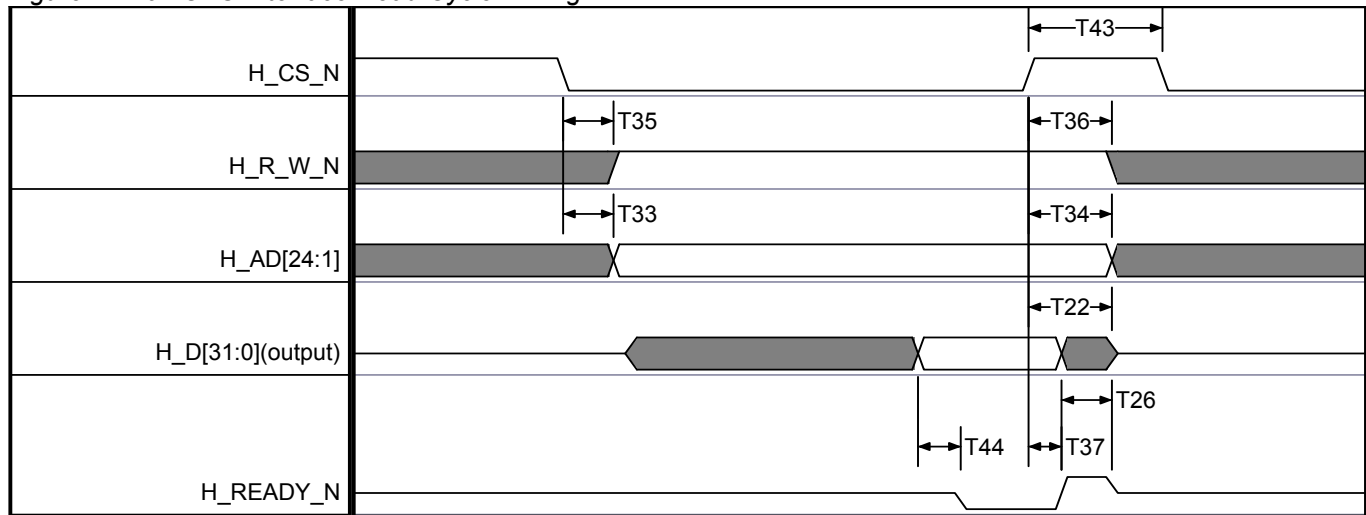 T43
H_CS_N
T35 T36
H_R_W_N
T33 T34
H_AD[24:1]
T22
H_D[31:0](output)
T26
T44 T37
H_READY_N